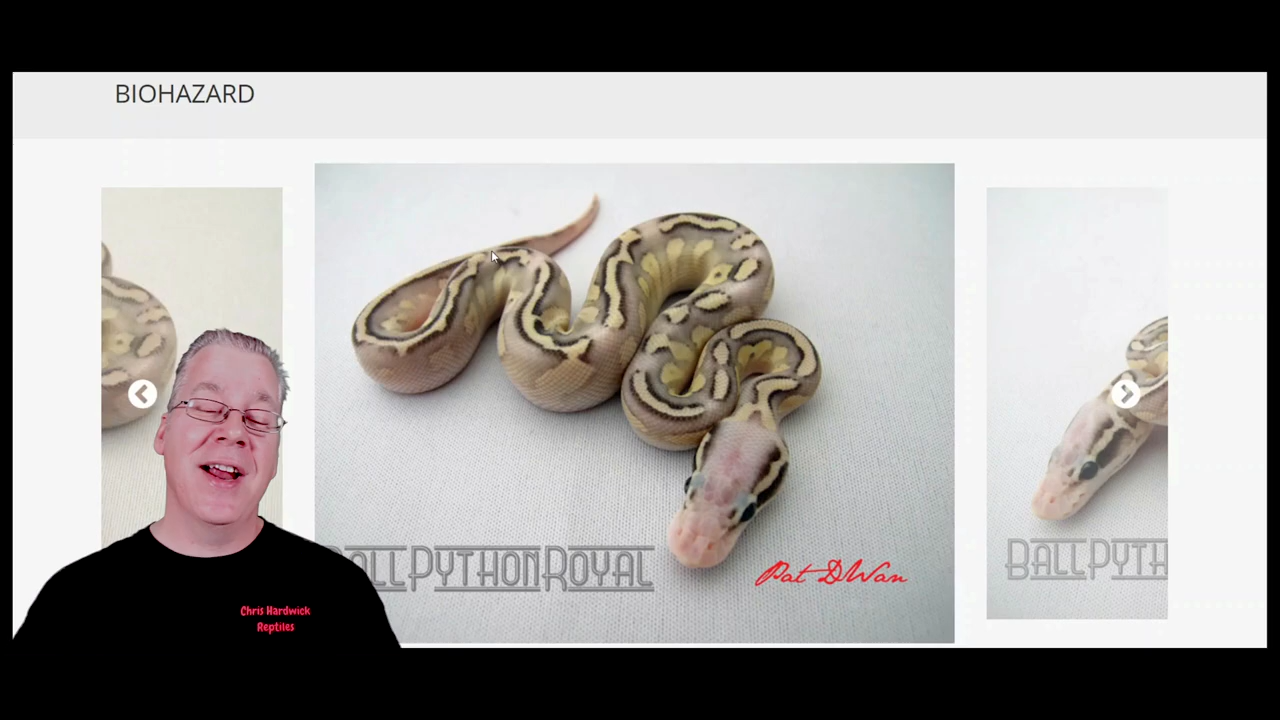 BIOHAZARD
BALLPYTHONROYAL
Pat DWan
BALLPYTH
Chris Hardwick
Reptiles